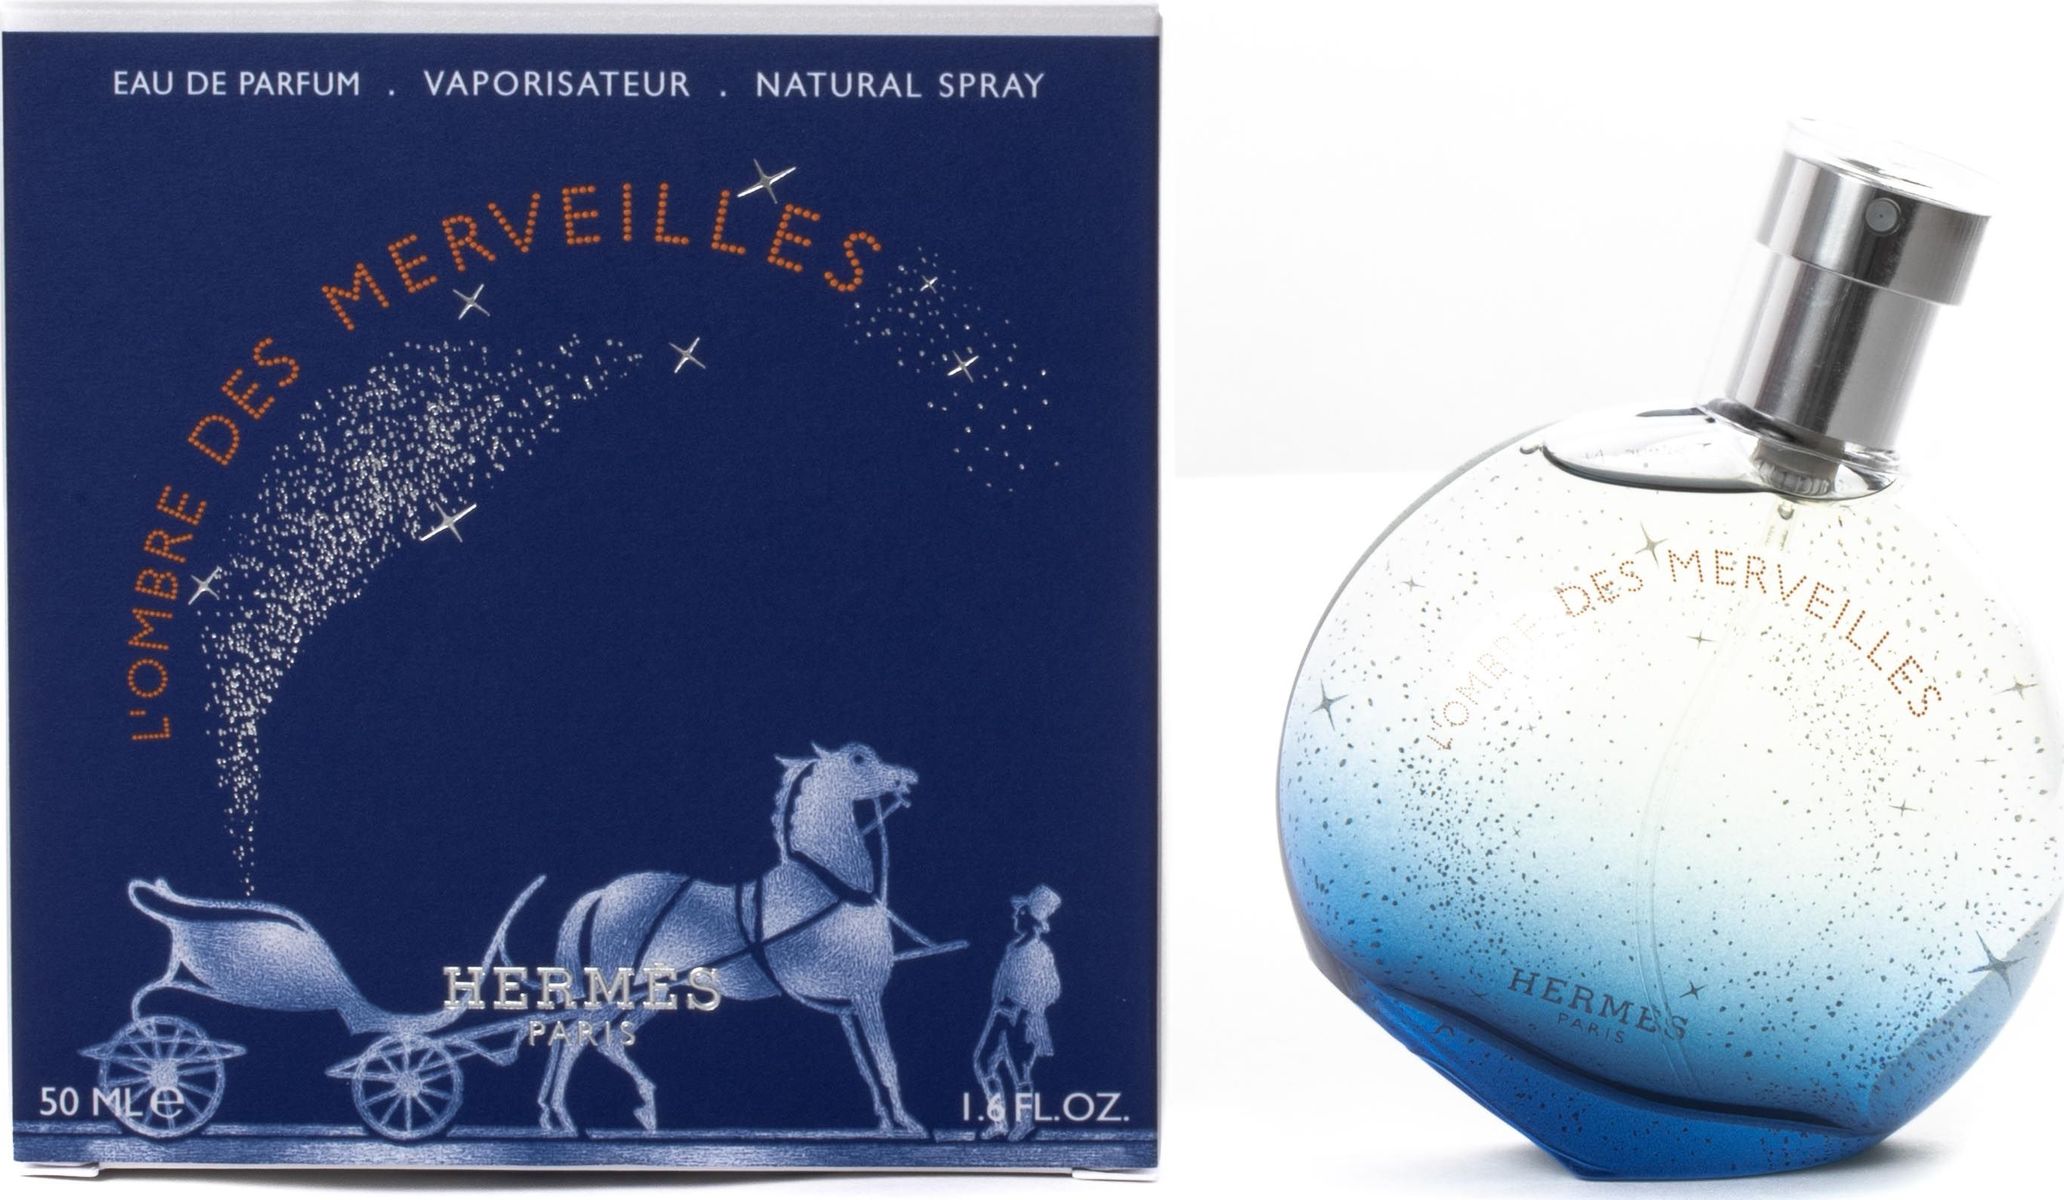 EAU DE PARFUM . VAPORISATEUR . NATURAL SPRAY
L'OMBRE DES MERVEILLES
HERMÈS
PARIS
50 ML e
1.6 FL.OZ.
L'OMBRE DES MERVEILLES
HERMÈS
PARIS